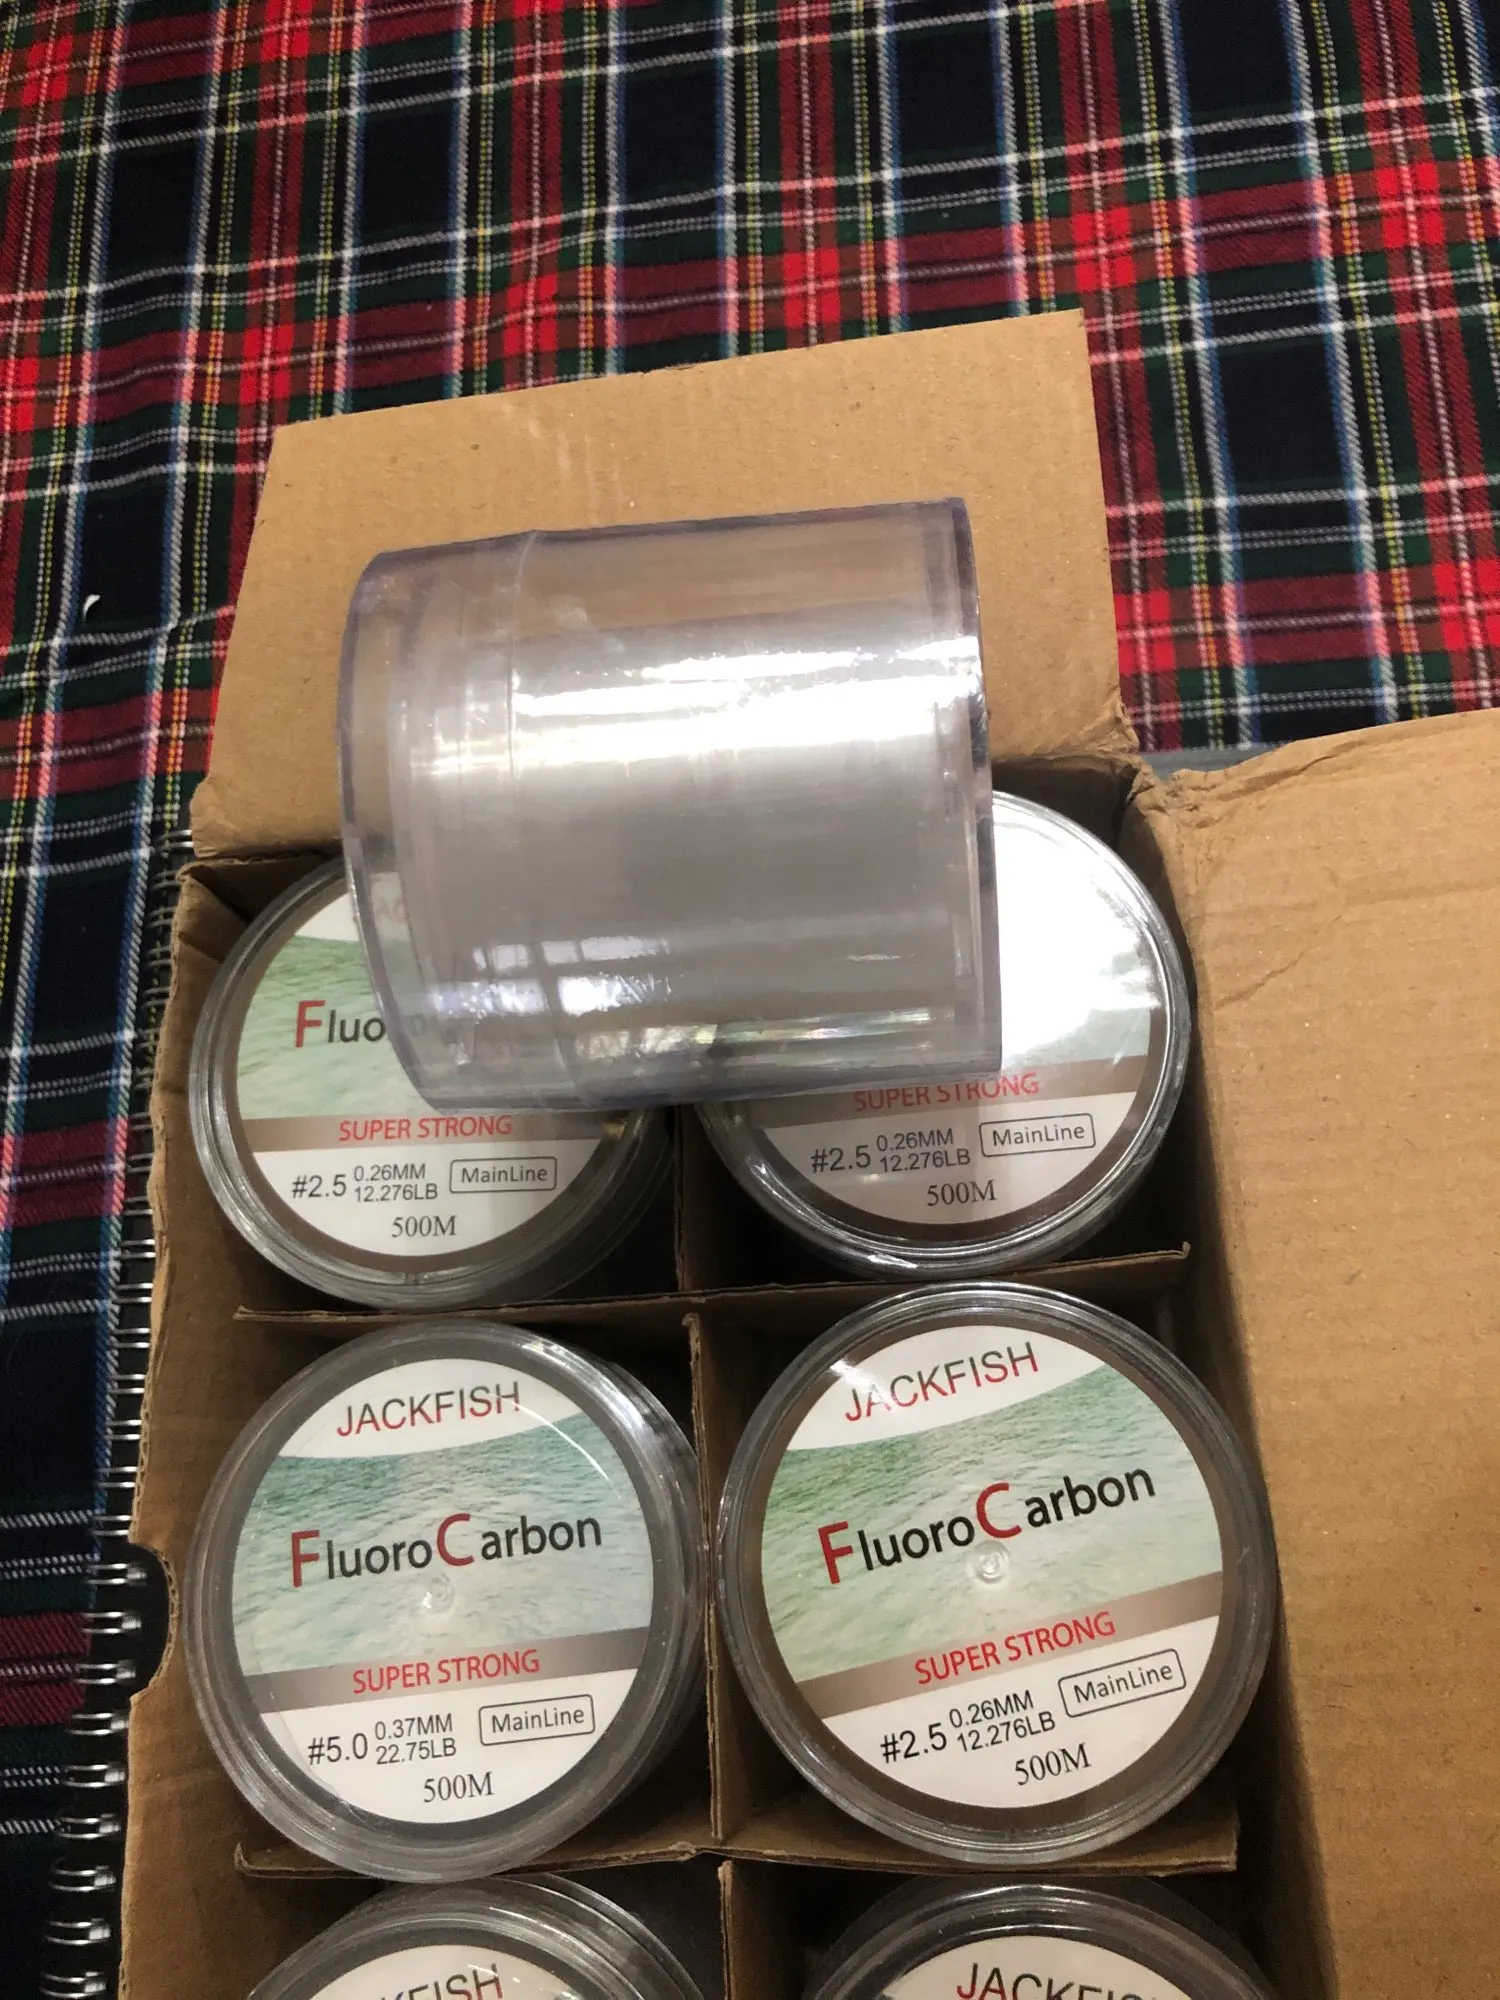 Fluo
SUPER STRONG
#2.5 0.26MM
12.276LB
MainLine
500M
SUPER STRONG
#2.5 0.26MM
12.276LB
MainLine
500M
JACKFISH
FluoroCarbon
SUPER STRONG
#5.0 0.37MM
22.75LB
MainLine
500M
JACKFISH
FluoroCarbon
SUPER STRONG
#2.5 0.26MM
12.276LB
MainLine
500M
KFISH
JACKFISH